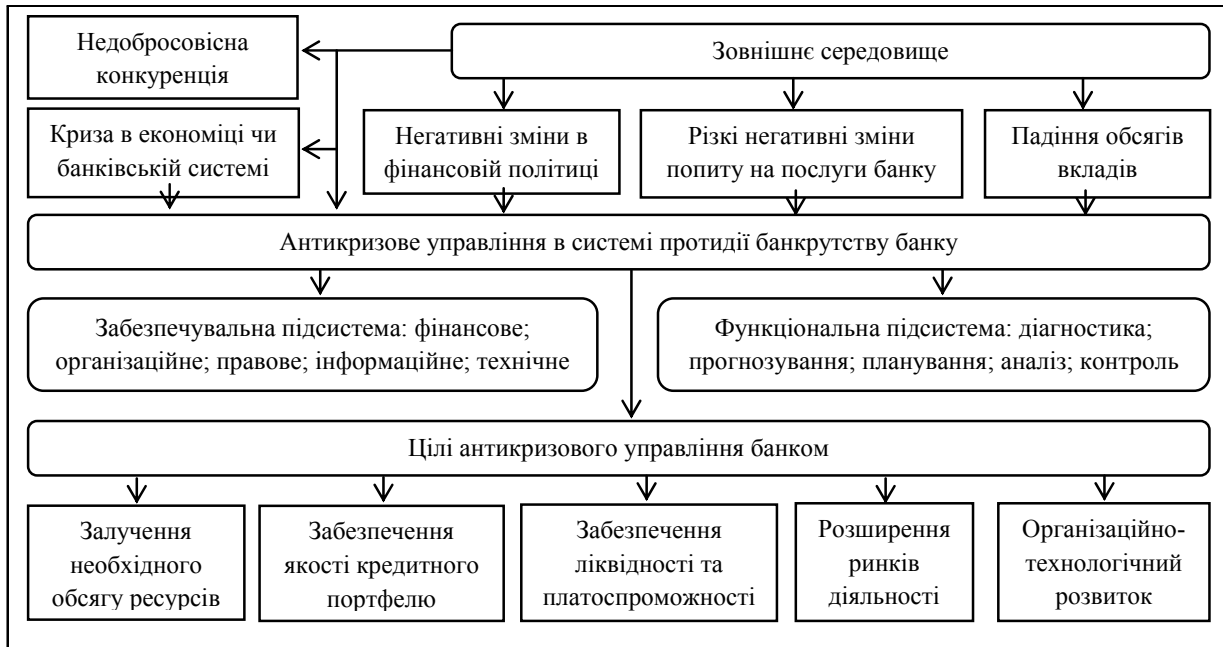 Недобросовісна
конкуренція
Зовнішнє середовище
Криза в економіці чи
банківській системі
Негативні зміни в
фінансовій політиці
Різкі негативні зміни
попиту на послуги банку
Падіння обсягів
вкладів
Антикризове управління в системі протидії банкрутству банку
Забезпечувальна підсистема: фінансове;
організаційне; правове; інформаційне; технічне
Функціональна підсистема: діагностика;
прогнозування; планування; аналіз; контроль
Цілі антикризового управління банком
Залучення
необхідного
обсягу ресурсів
Забезпечення
якості кредитного
портфелю
Забезпечення
ліквідності та
платоспроможності
Розширення
ринків
діяльності
Організаційно-
технологічний
розвиток